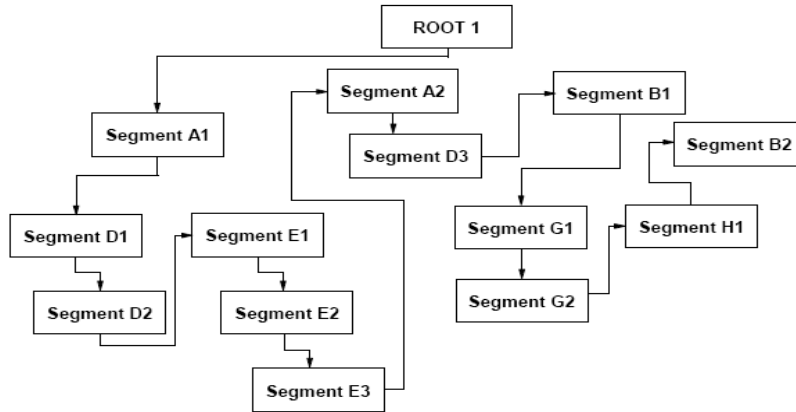 ROOT 1
Segment A2
Segment B1
Segment A1
Segment D3
Segment B2
Segment D1
Segment E1
Segment G1
Segment H1
Segment D2
Segment E2
Segment G2
Segment E3